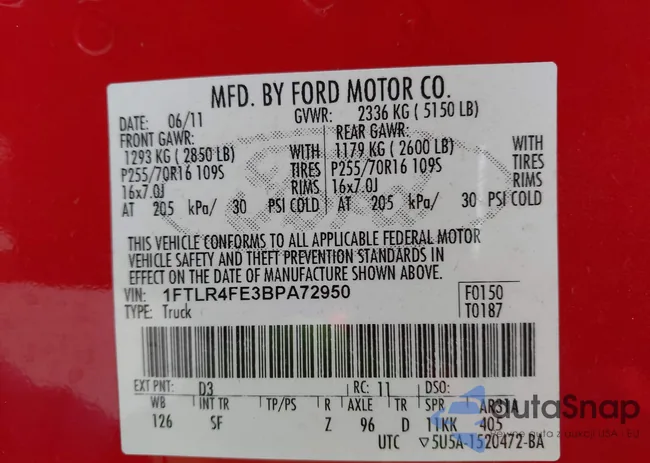 MFD. BY FORD MOTOR CO.
DATE: 06/11 GVWR: 2336 KG ( 5150 LB)
FRONT GAWR: REAR GAWR:
1293 KG ( 2850 LB) WITH 1179 KG ( 2600 LB) WITH
P255/70R16 109S TIRES P255/70R16 109S TIRES
16x7.0J RIMS 16x7.0J RIMS
AT 205 kPa/ 30 PSI COLD AT 205 kPa/ 30 PSI COLD
THIS VEHICLE CONFORMS TO ALL APPLICABLE FEDERAL MOTOR
VEHICLE SAFETY AND THEFT PREVENTION STANDARDS IN
EFFECT ON THE DATE OF MANUFACTURE SHOWN ABOVE.
VIN: 1FTLR4FE3BPA72950 F0150
TYPE: Truck T0187
EXT PNT: D3 RC: 11 DSO:
WB INT TR TP/PS R AXLE TR SPR AR31A
126 SF Z 96 D 11KK 405
UTC ▽5U5A-1520472-BA
autoSnap